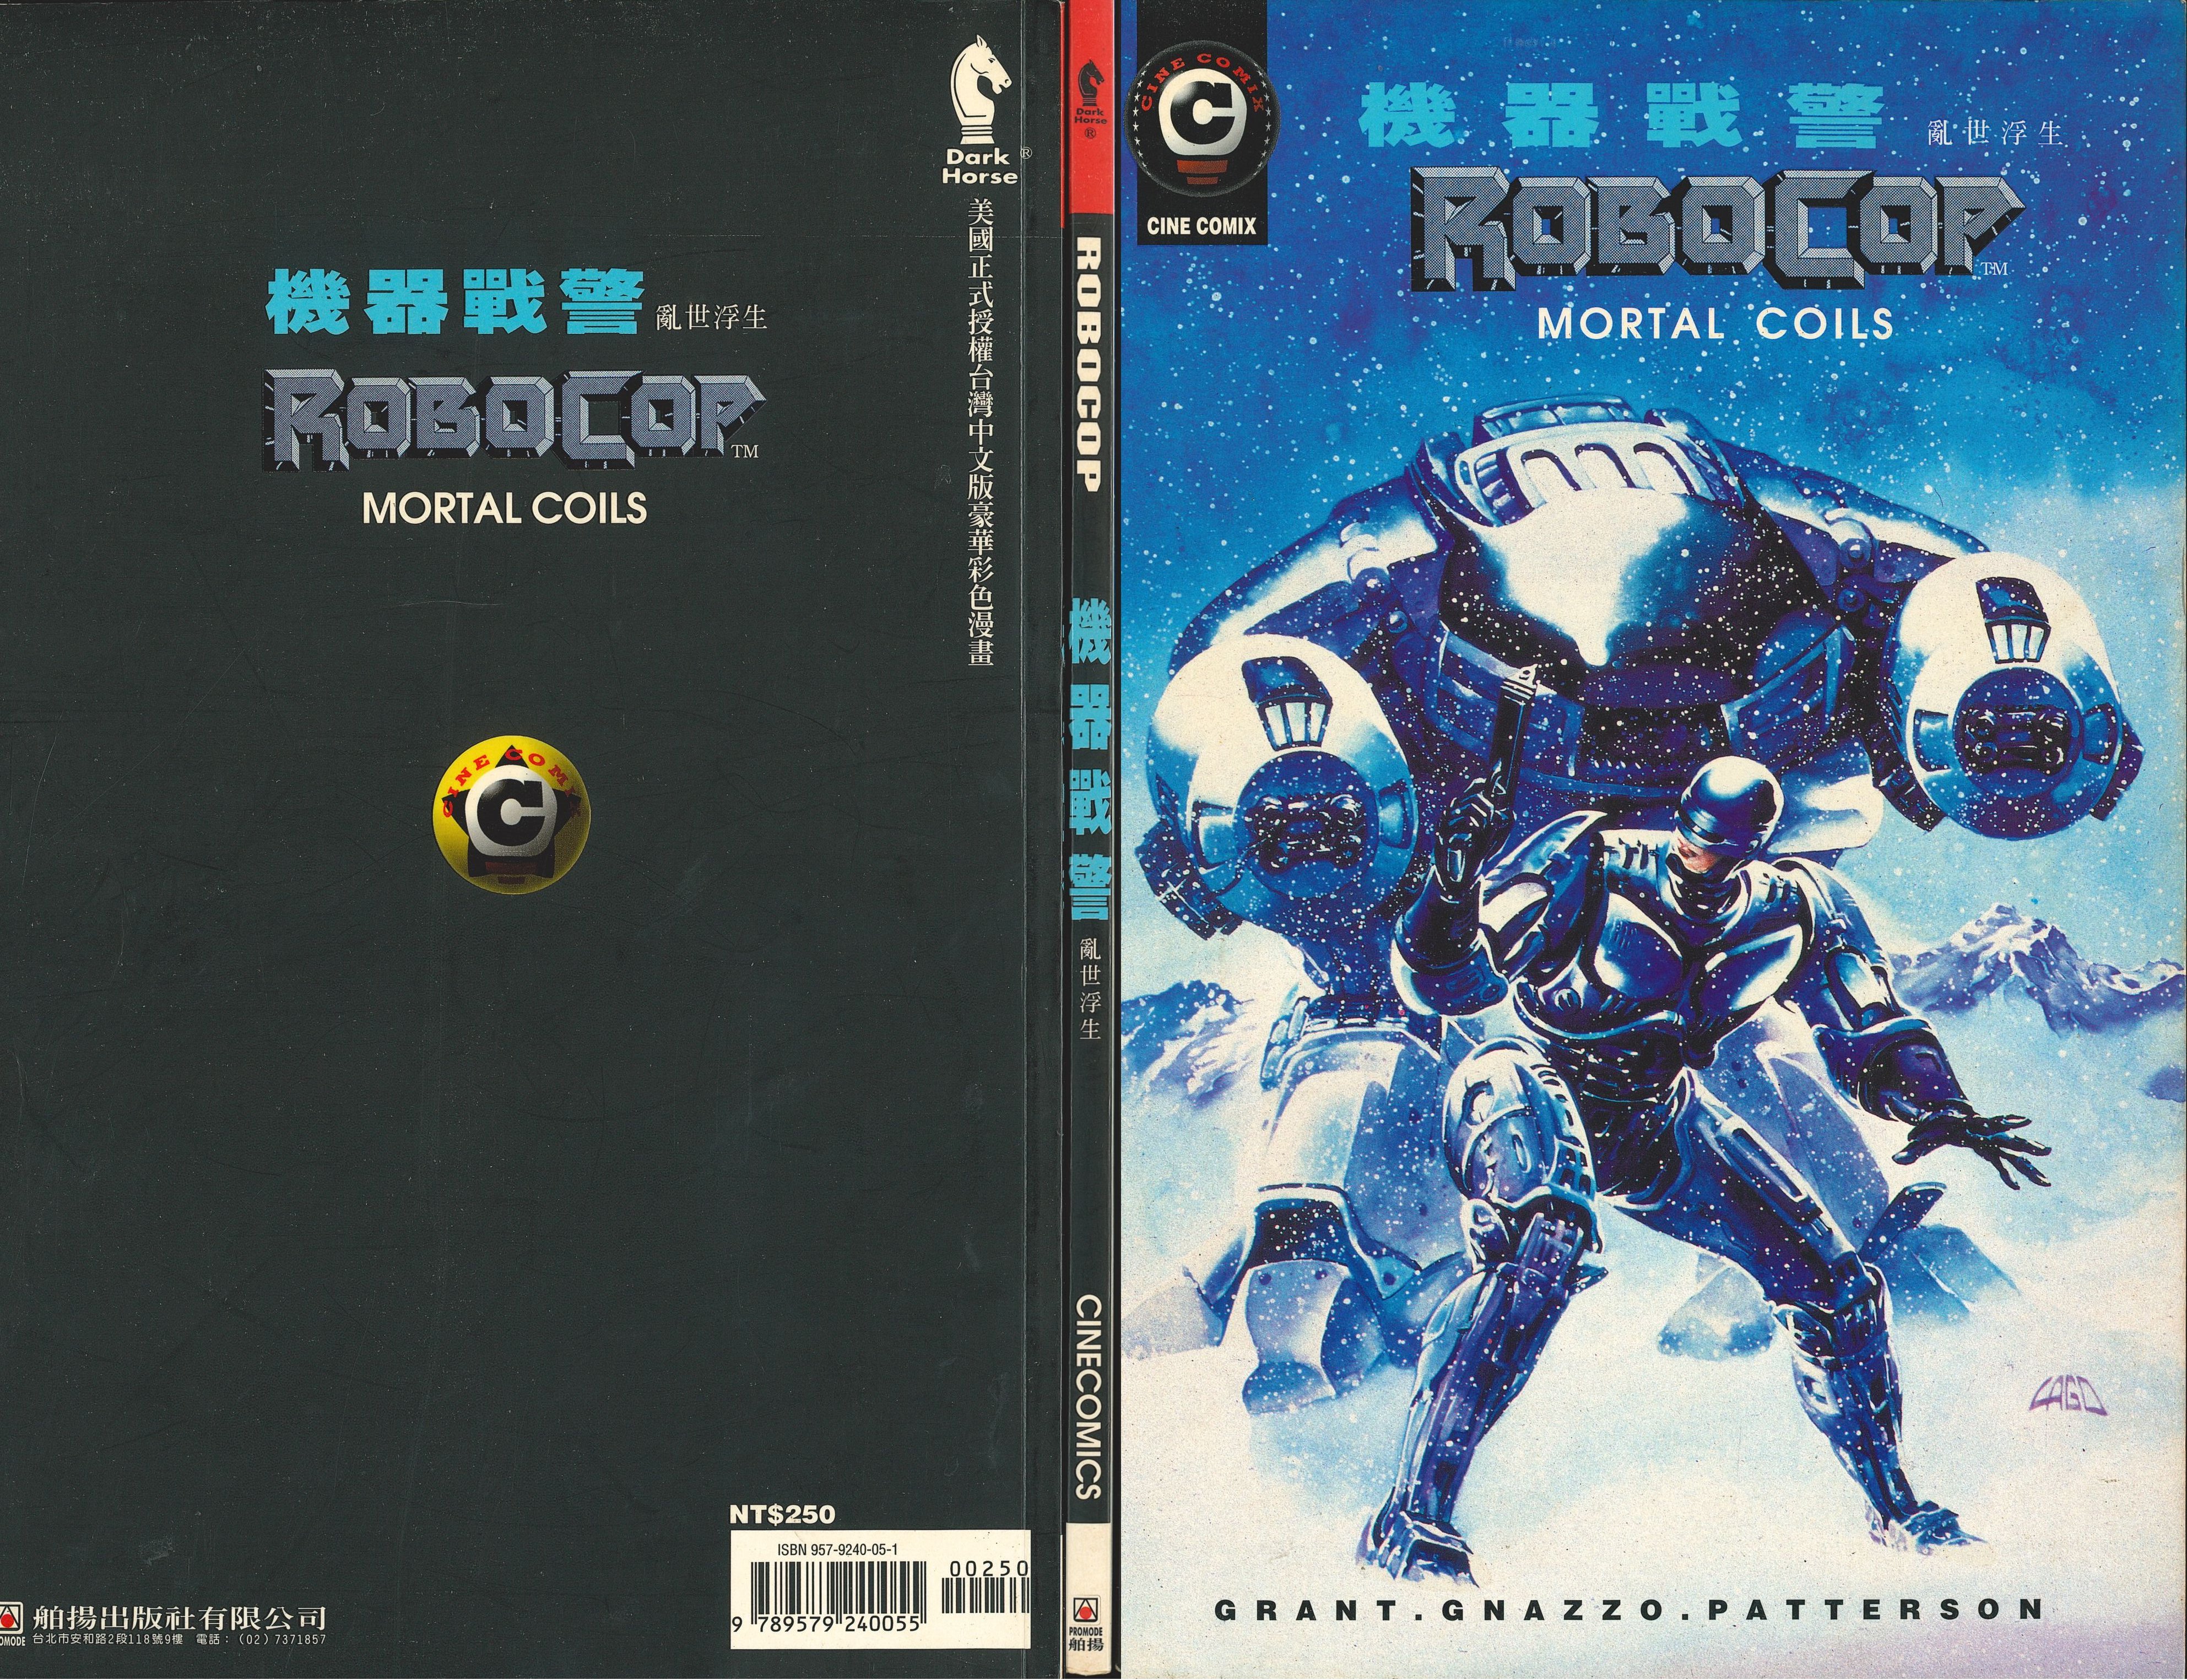 Dark ®
Horse
美國正式授權台灣中文版豪華彩色漫畫
機器戰警 亂世浮生
ROBOCOP TM
MORTAL COILS
CINE COMIX
C
NT$250
ISBN 957-9240-05-1
00250
9 789579 240055
舶揚出版社有限公司
台北市安和路2段118號9樓 電話：（02）7371857
Dark
Horse
®
ROBOCOP
機器戰警
亂世浮生
CINECOMICS
PROMODE
舶揚
CINE COMIX
C
CINE COMIX
機器戰警 亂世浮生
ROBOCOP TM
MORTAL COILS
LAGO
GRANT.GNAZZO.PATTERSON